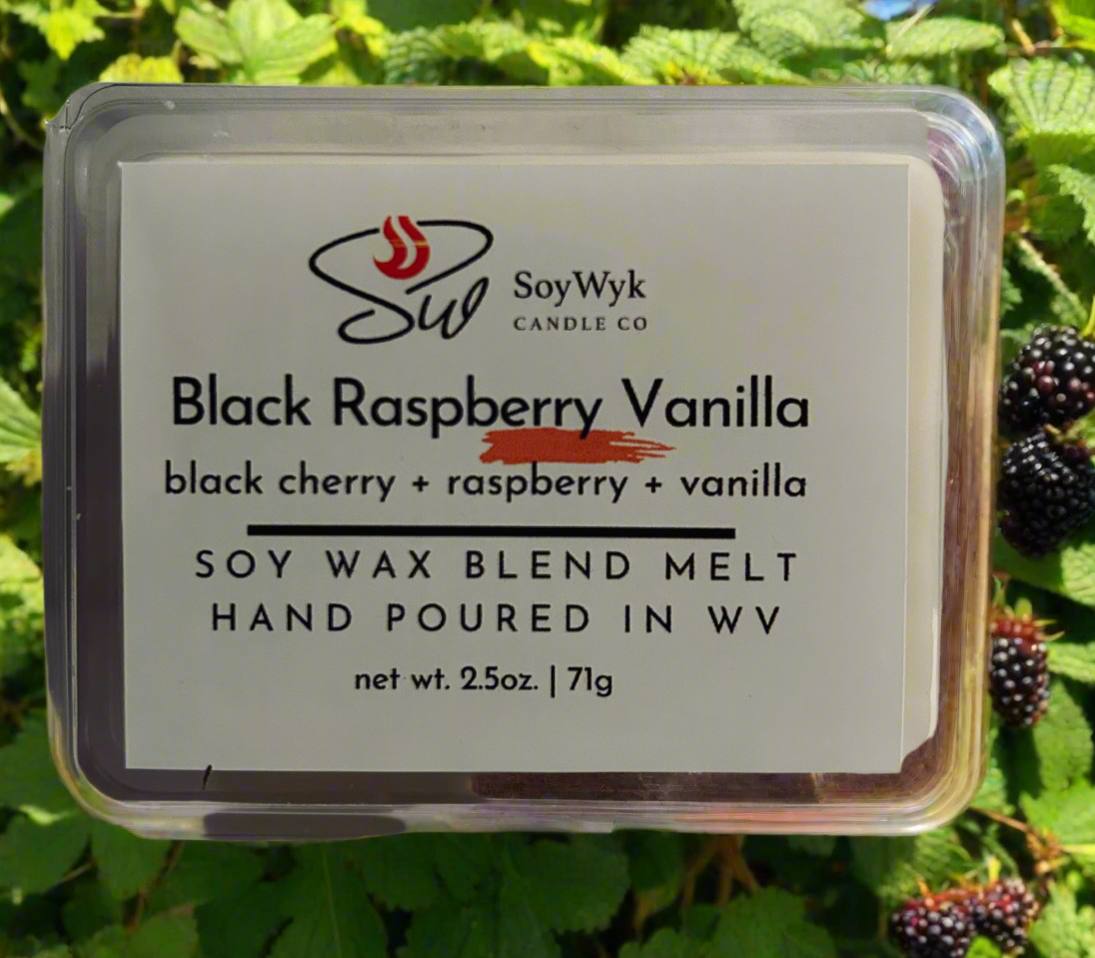 Sw
SoyWyk
CANDLE CO
Black Raspberry Vanilla
black cherry + raspberry + vanilla
SOY WAX BLEND MELT
HAND POURED IN WV
net wt. 2.5oz. | 71g